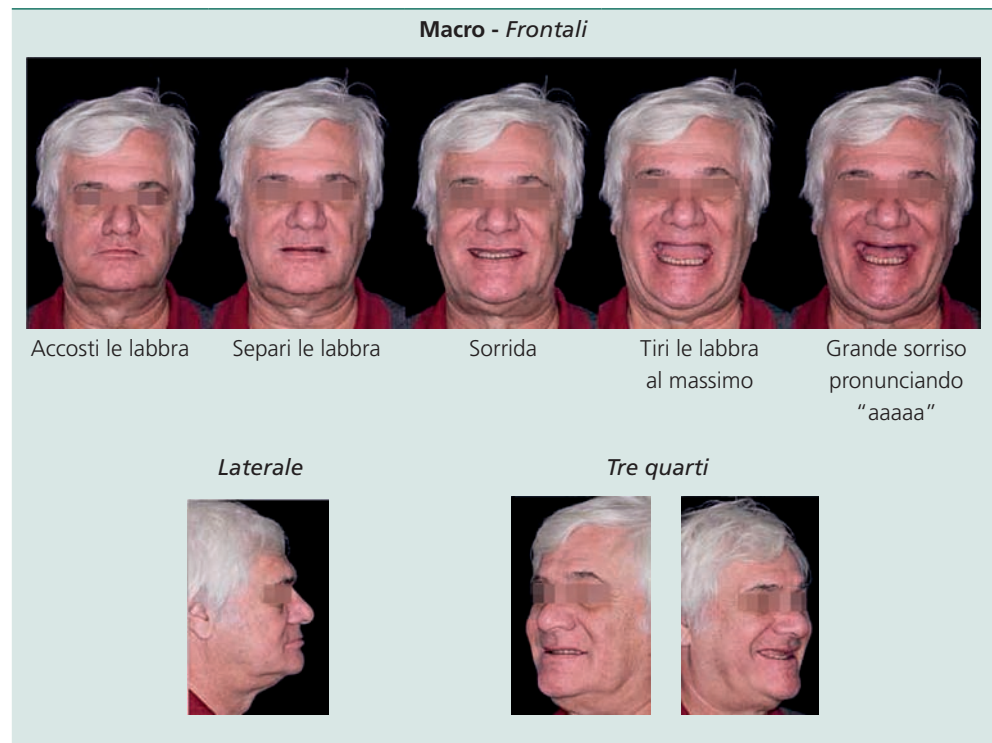 Macro - Frontali
Accosti le labbra
Separi le labbra
Sorrida
Tiri le labbra
al massimo
Grande sorriso
pronunciando
“aaaaa”
Laterale
Tre quarti